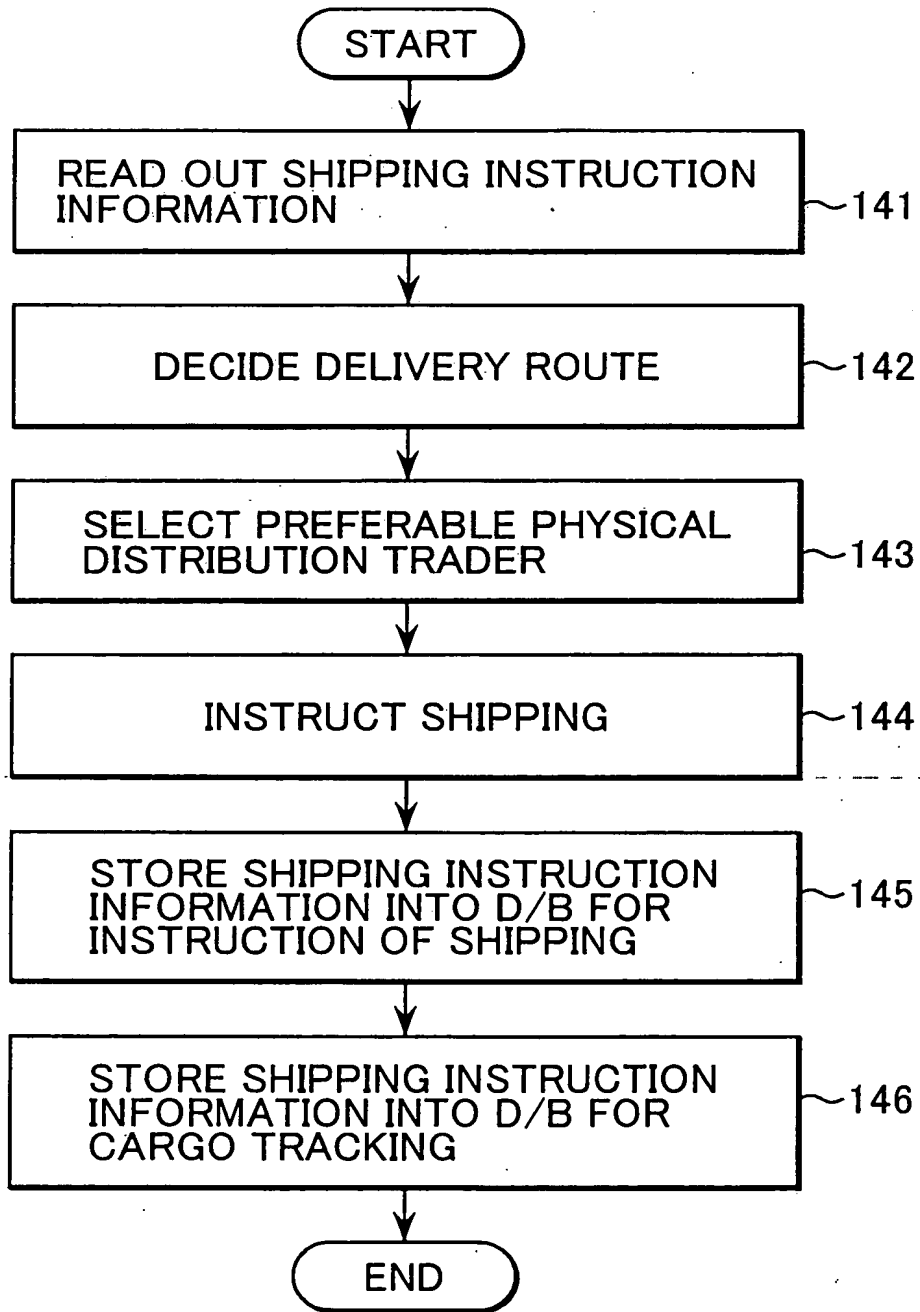 START
READ OUT SHIPPING INSTRUCTION
INFORMATION
141
DECIDE DELIVERY ROUTE
142
SELECT PREFERABLE PHYSICAL
DISTRIBUTION TRADER
143
INSTRUCT SHIPPING
144
STORE SHIPPING INSTRUCTION
INFORMATION INTO D/B FOR
INSTRUCTION OF SHIPPING
145
STORE SHIPPING INSTRUCTION
INFORMATION INTO D/B FOR
CARGO TRACKING
146
END